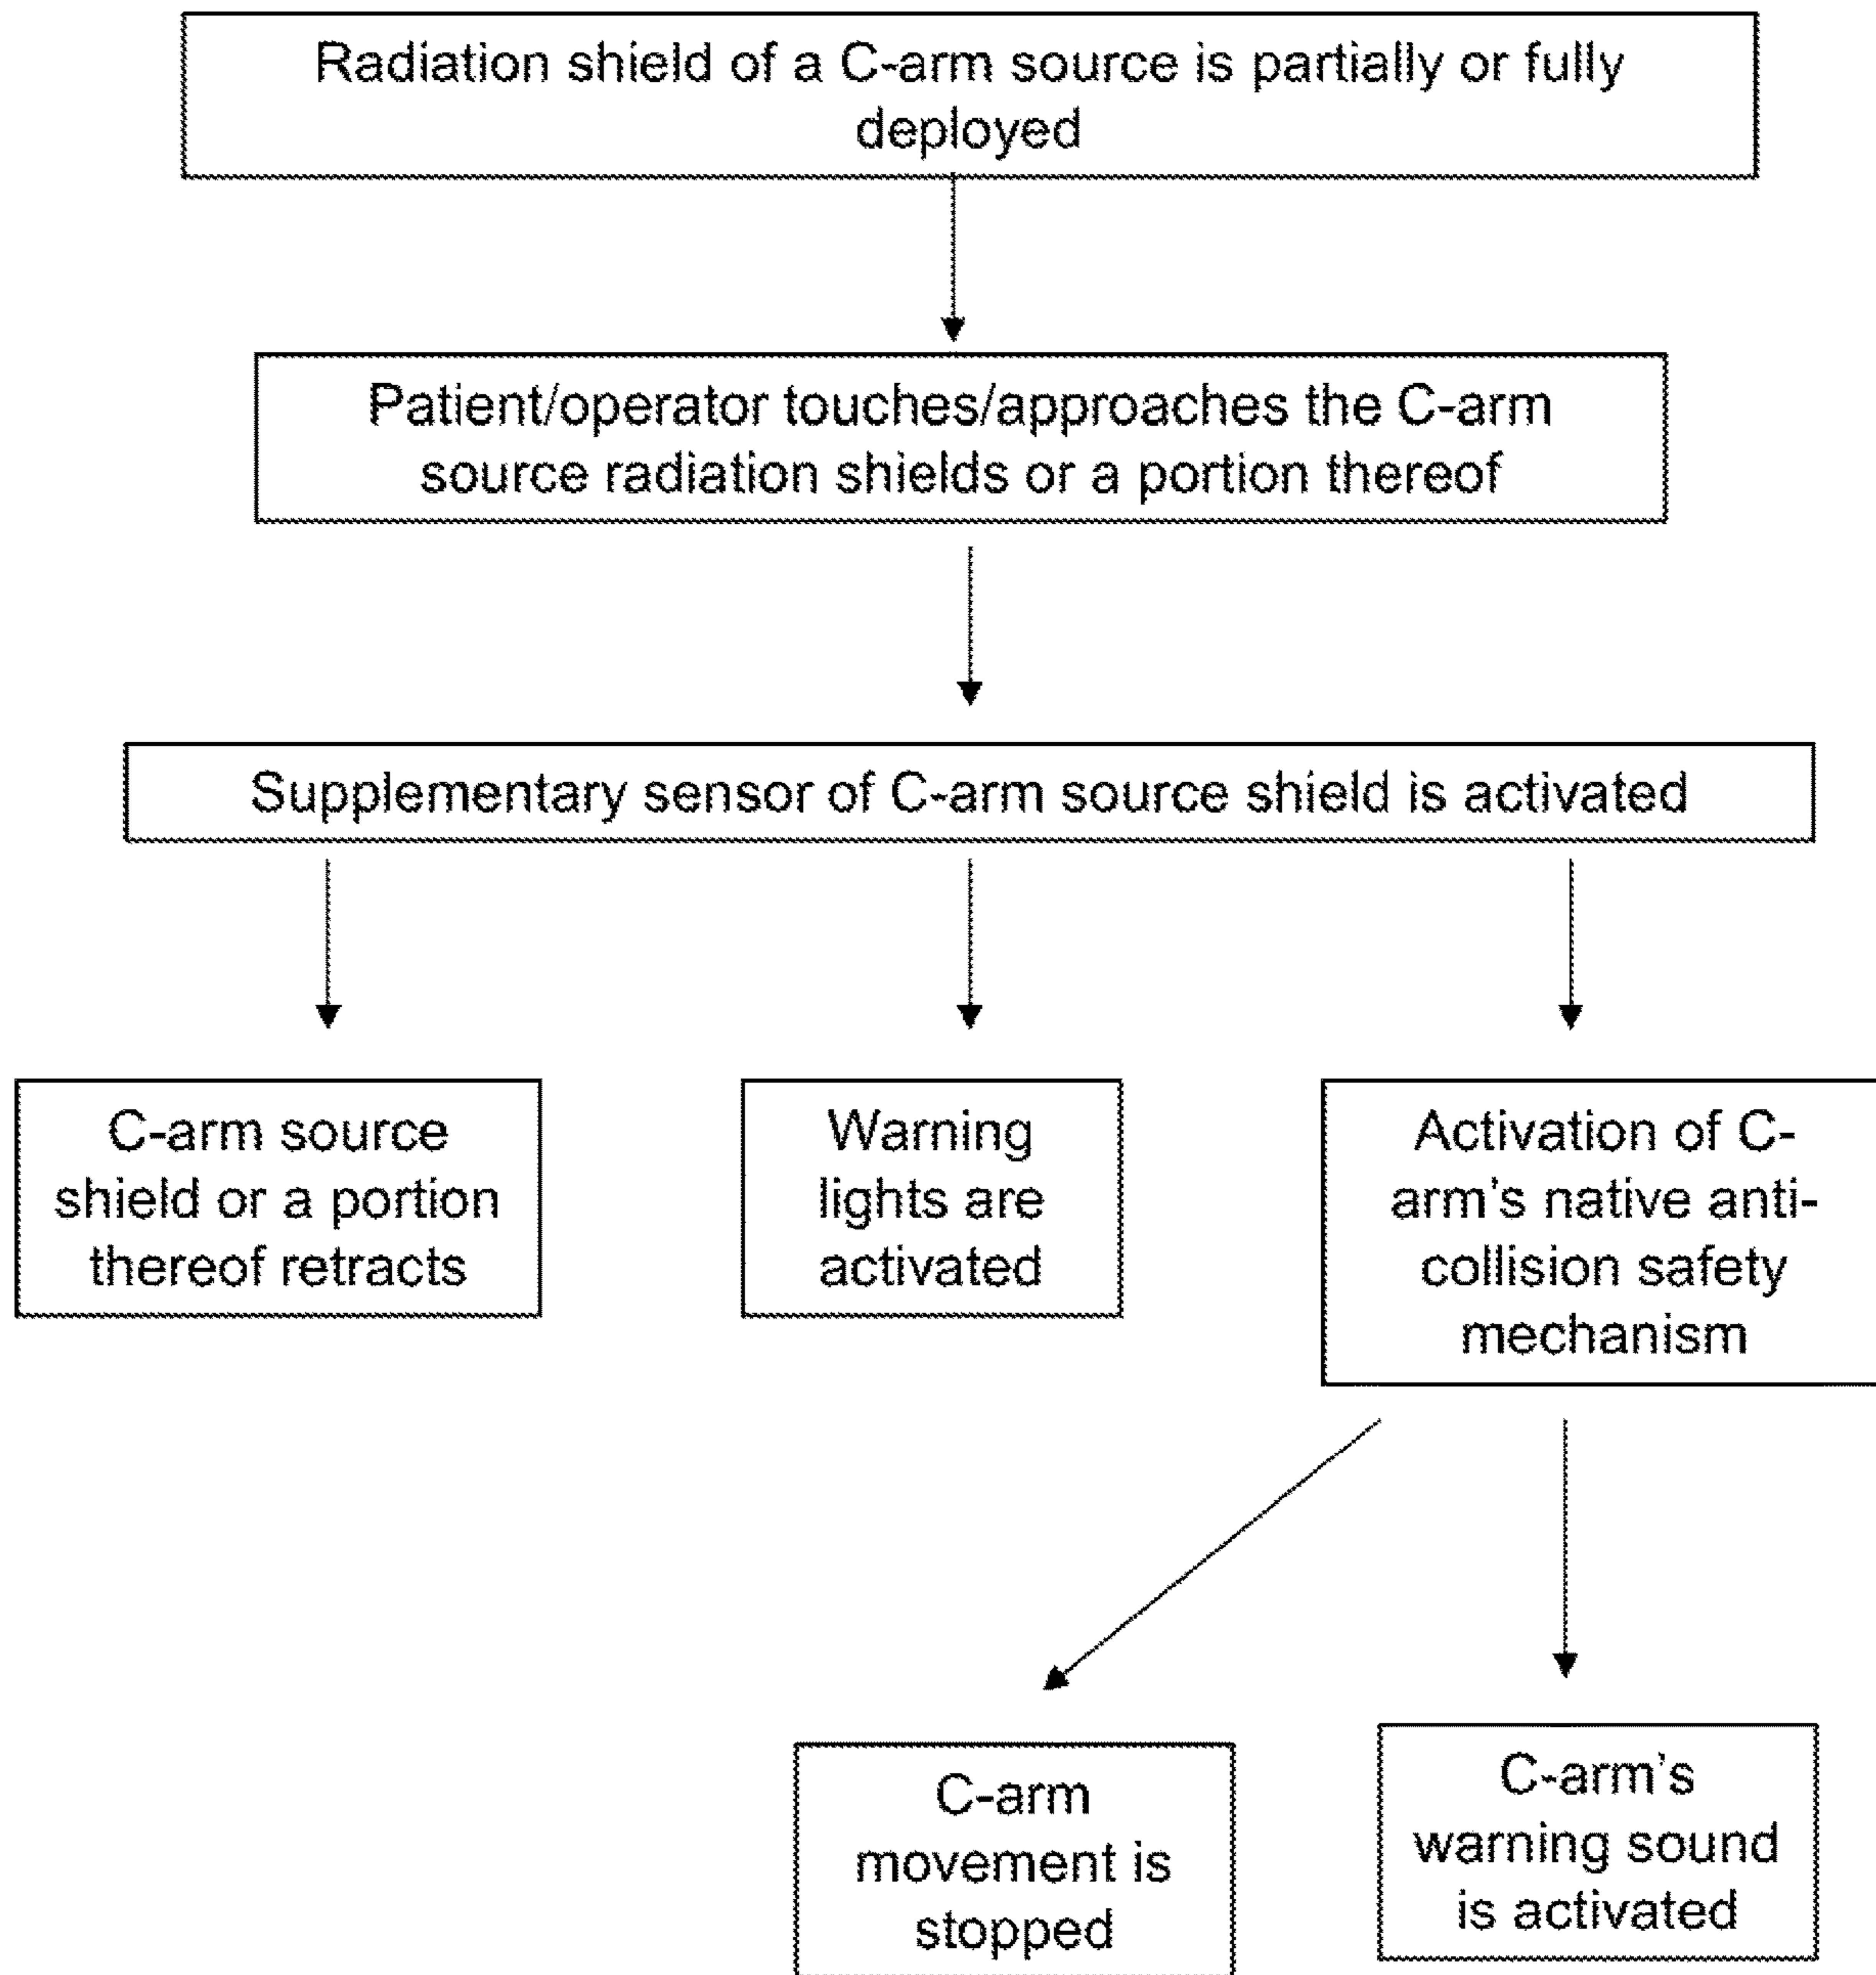 Radiation shield of a C-arm source is partially or fully
deployed
Patient/operator touches/approaches the C-arm
source radiation shields or a portion thereof
Supplementary sensor of C-arm source shield is activated
C-arm source
shield or a portion
thereof retracts
Warning
lights are
activated
Activation of C-
arm's native anti-
collision safety
mechanism
C-arm
movement is
stopped
C-arm's
warning sound
is activated